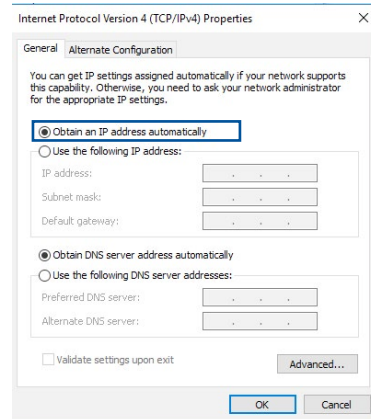 Internet Protocol Version 4 (TCP/IPv4) Properties
General Alternate Configuration
You can get IP settings assigned automatically if your network supports
this capability. Otherwise, you need to ask your network administrator
for the appropriate IP settings.
Obtain an IP address automatically
Use the following IP address:
IP address:
Subnet mask:
Default gateway:
Obtain DNS server address automatically
Use the following DNS server addresses:
Preferred DNS server:
Alternate DNS server:
Validate settings upon exit
Advanced...
OK Cancel